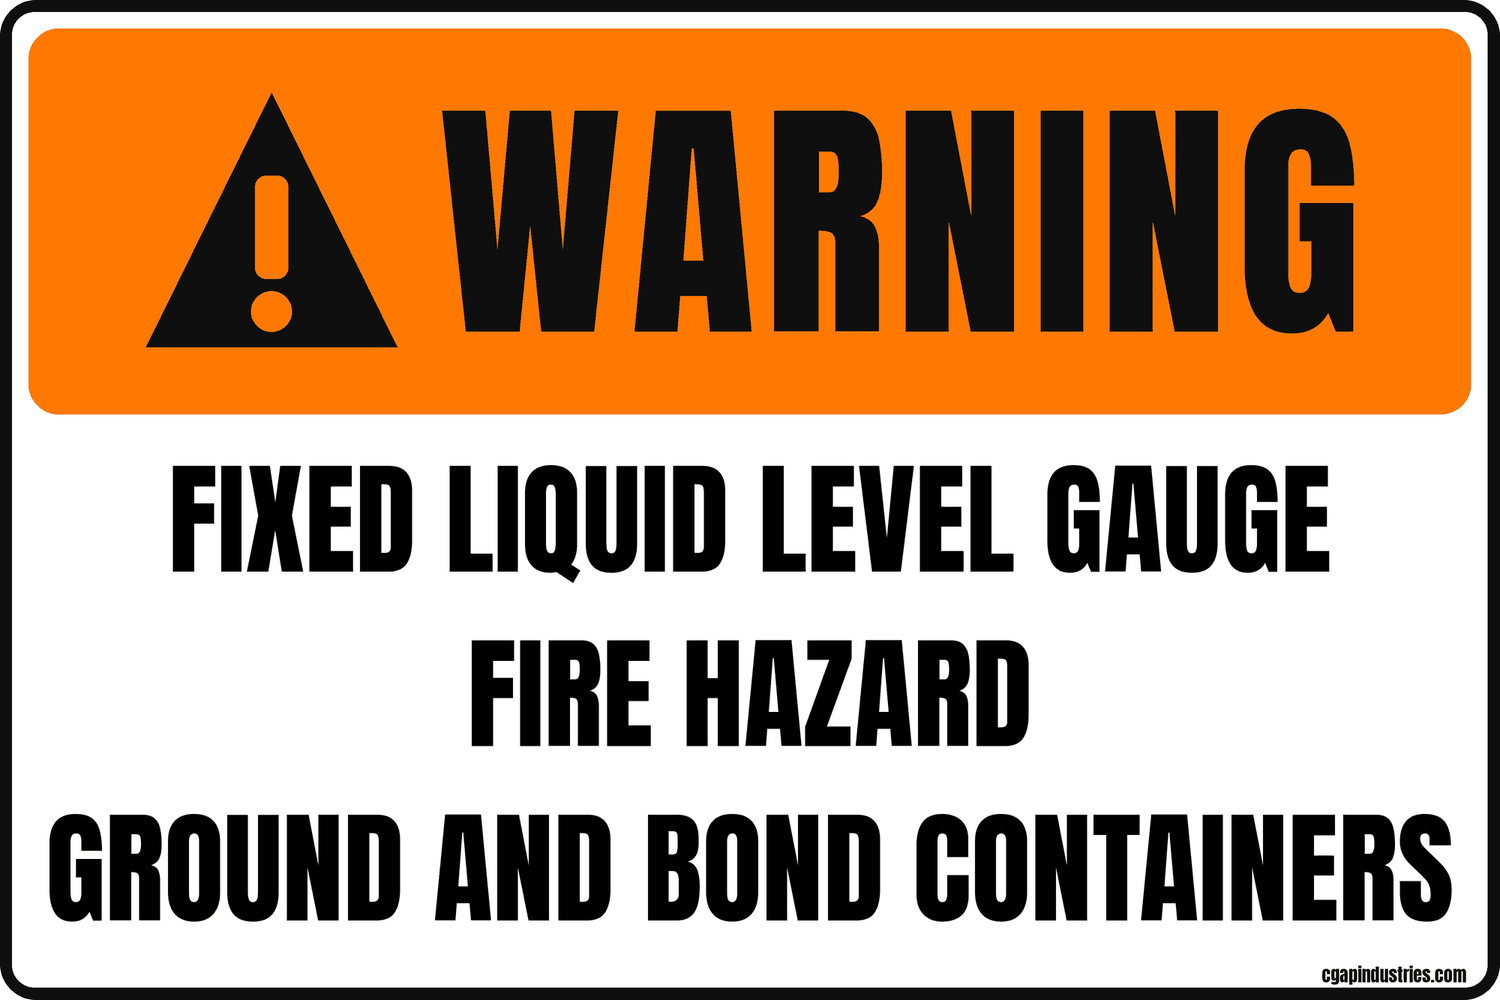 WARNING
FIXED LIQUID LEVEL GAUGE
FIRE HAZARD
GROUND AND BOND CONTAINERS
cgapindustries.com